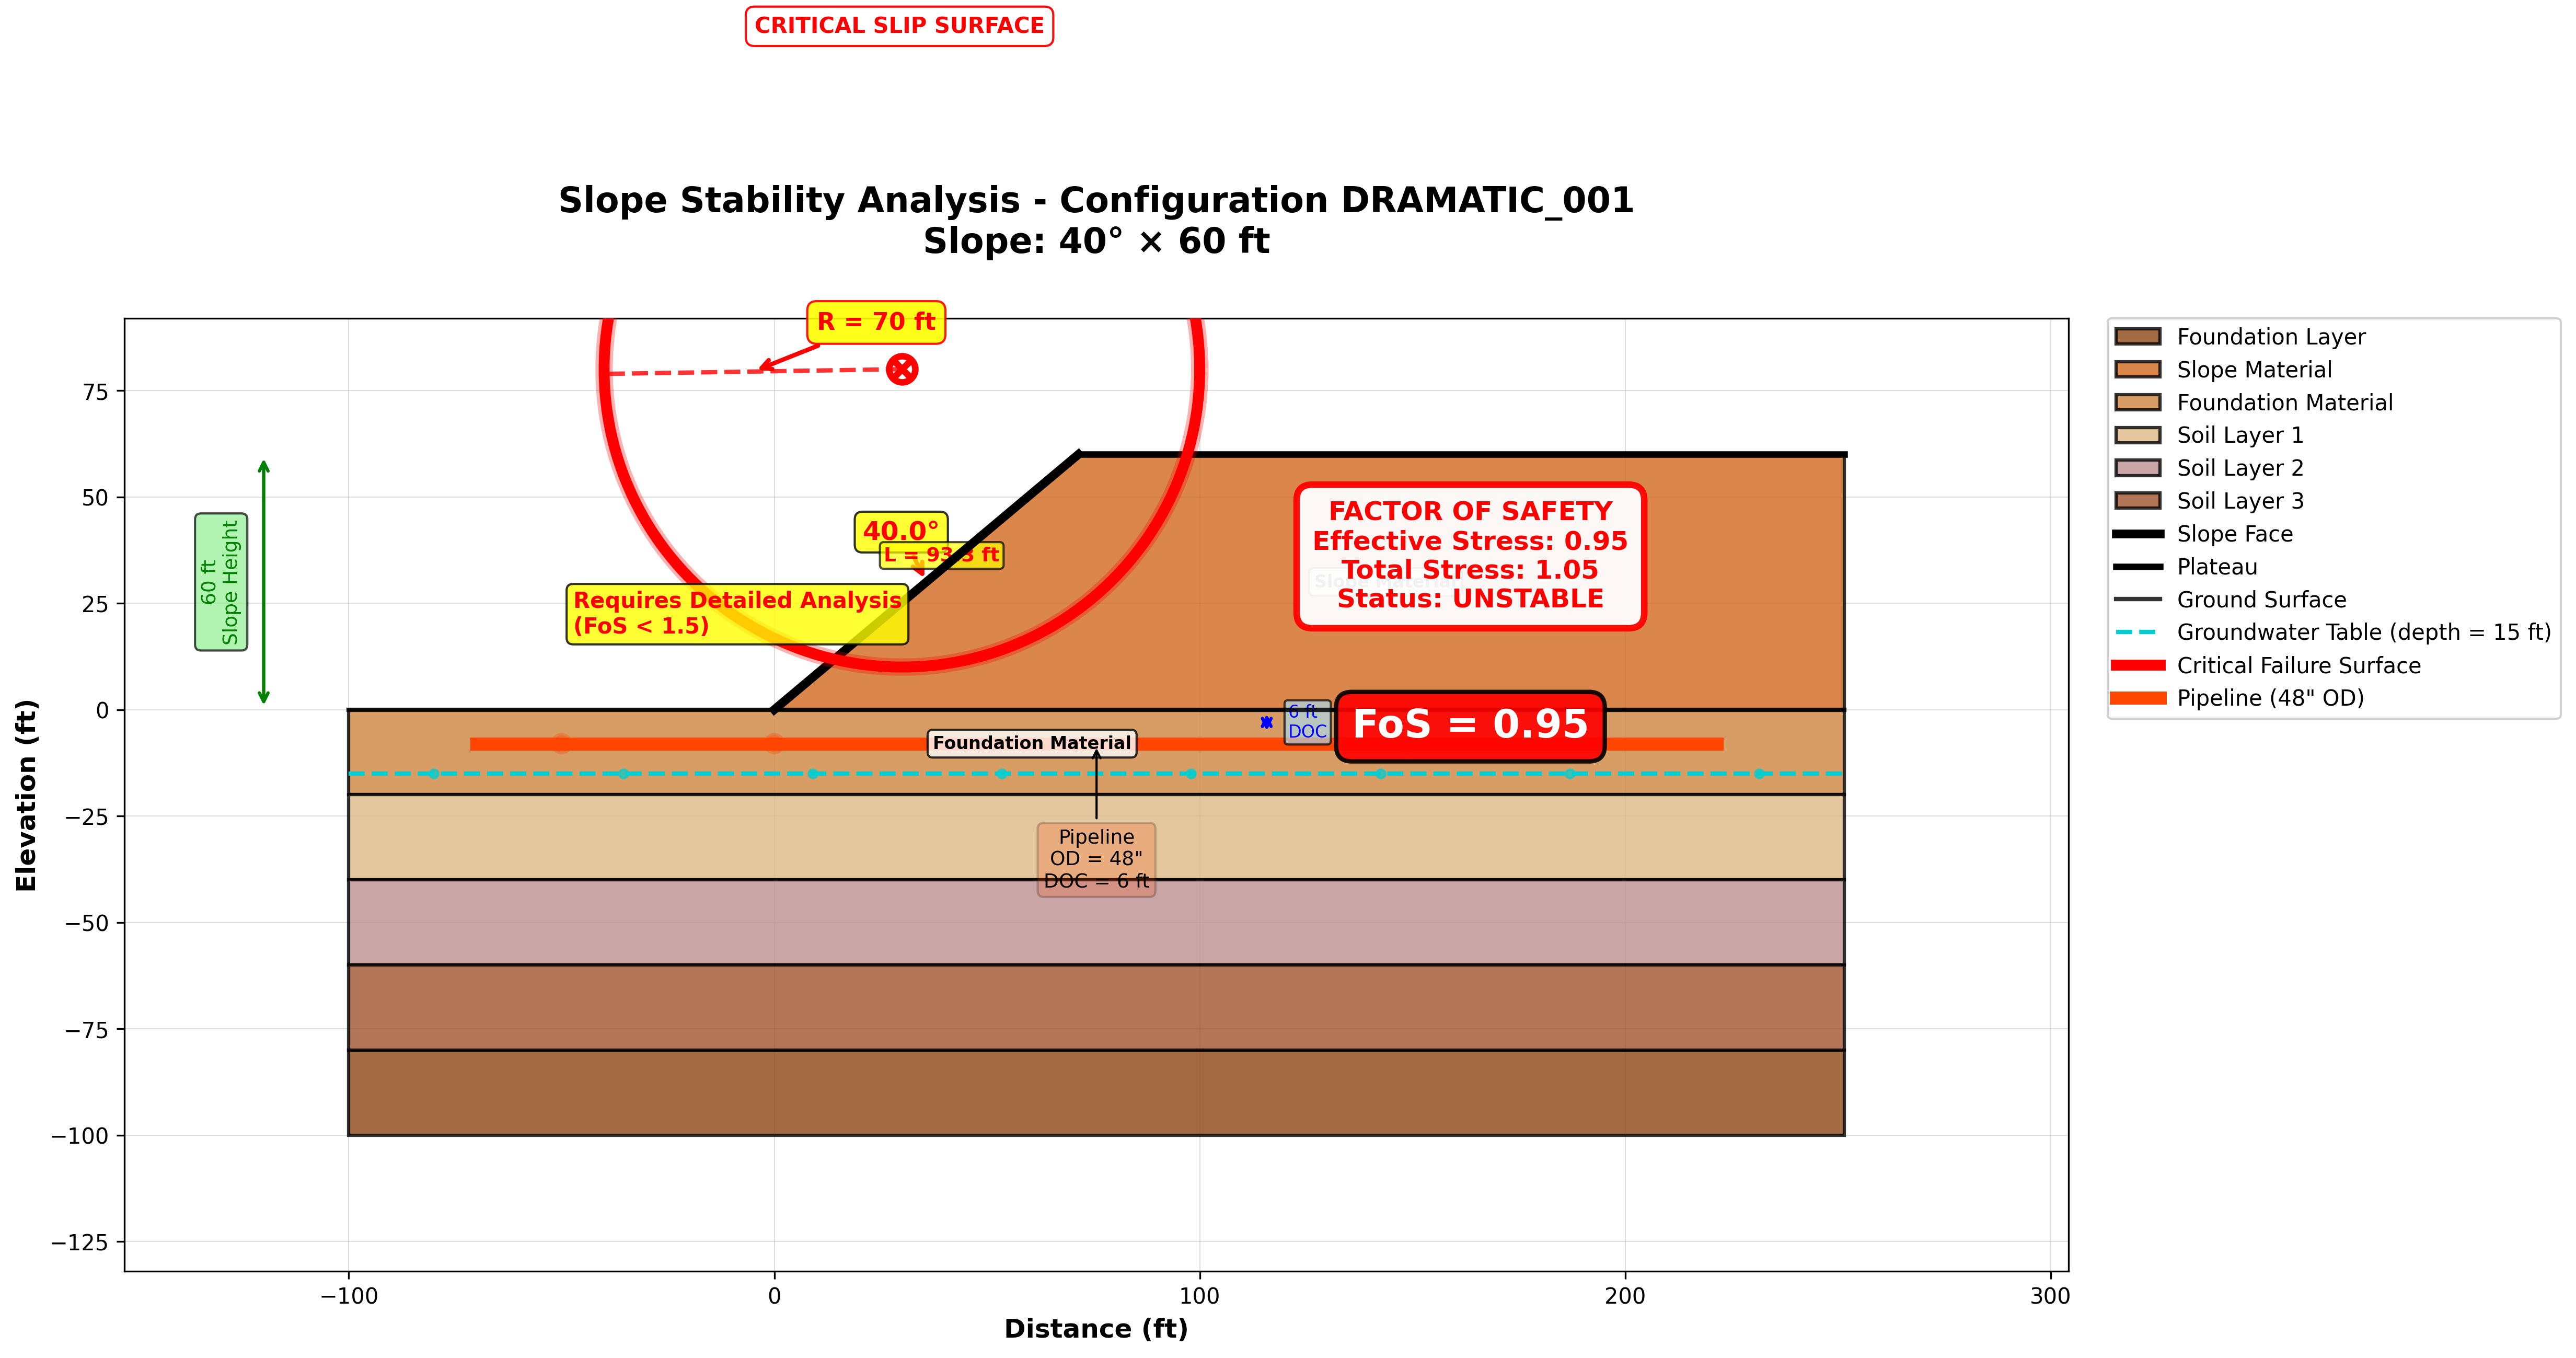 CRITICAL SLIP SURFACE
Slope Stability Analysis - Configuration DRAMATIC_001
Slope: 40° × 60 ft
R = 70 ft
40.0°
L = 93.3 ft
Requires Detailed Analysis
(FoS < 1.5)
60 ft
Slope Height
FACTOR OF SAFETY
Effective Stress: 0.95
Total Stress: 1.05
Status: UNSTABLE
Slope Material
6 ft
DOC
FoS = 0.95
Foundation Material
Pipeline
OD = 48"
DOC = 6 ft
75
50
25
0
−25
−50
−75
−100
−125
Elevation (ft)
−100
0
100
200
300
Distance (ft)
Foundation Layer
Slope Material
Foundation Material
Soil Layer 1
Soil Layer 2
Soil Layer 3
Slope Face
Plateau
Ground Surface
Groundwater Table (depth = 15 ft)
Critical Failure Surface
Pipeline (48" OD)